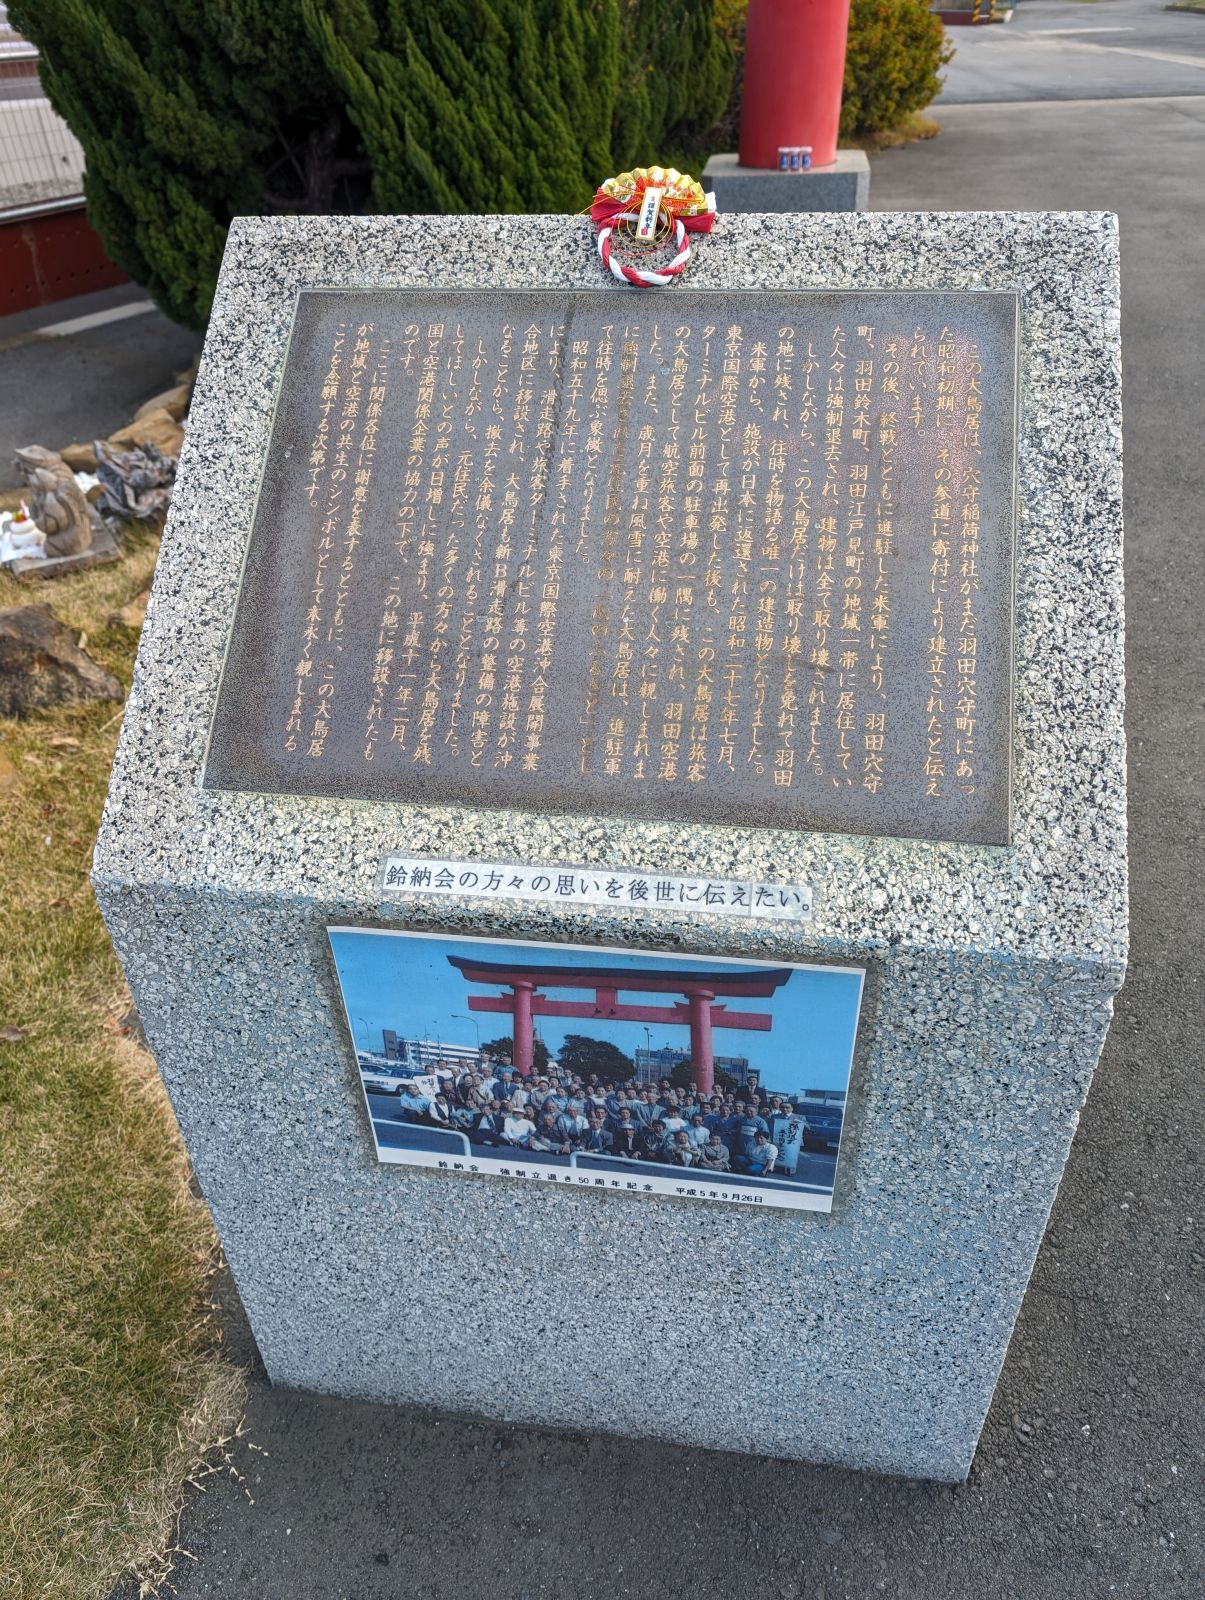 謹賀新年
この大鳥居は、穴守稲荷神社がまだ羽田穴守町にあっ
た昭和初期に、その参道に寄付により建立されたと伝え
られています。
その後、終戦とともに進駐した米軍により、羽田穴守
町、羽田鈴木町、羽田江戸見町の地域一帯に居住してい
た人々は強制退去され、建物は全て取り壊されました。
しかしながら、この大鳥居だけは取り壊しを免れて羽田
の地に残され、往時を物語る唯一の建造物となりました。
米軍から、施設が日本に返還された昭和二十七年七月、
東京国際空港として再出発した後も、この大鳥居は旅客
ターミナルビル前面の駐車場の一隅に残され、羽田空港
の大鳥居として航空旅客や空港に働く人々に親しまれま
した。また、歳月を重ね風雪に耐えた大鳥居は、進駐軍
に強制退去された元住民の方々の「心のふるさと」とし
て往時を偲ぶ象徴となりました。
昭和五十九年に着手された東京国際空港沖合展開事業
により、滑走路や旅客ターミナルビル等の空港施設が沖
合地区に移設され、大鳥居も新B滑走路の整備の障害と
なることから、撤去を余儀なくされることとなりました。
しかしながら、元住民だった多くの方々から大鳥居を残
してほしいとの声が日増しに強まり、平成十一年二月、
国と空港関係企業の協力の下で、この地に移設されたも
のです。
ここに関係各位に謝意を表するとともに、この大鳥居
が地域と空港の共生のシンボルとして末永く親しまれる
ことを念願する次第です。
鈴納会の方々の思いを後世に伝えたい。
鈴納会 強制立退き50周年記念 平成5年9月26日